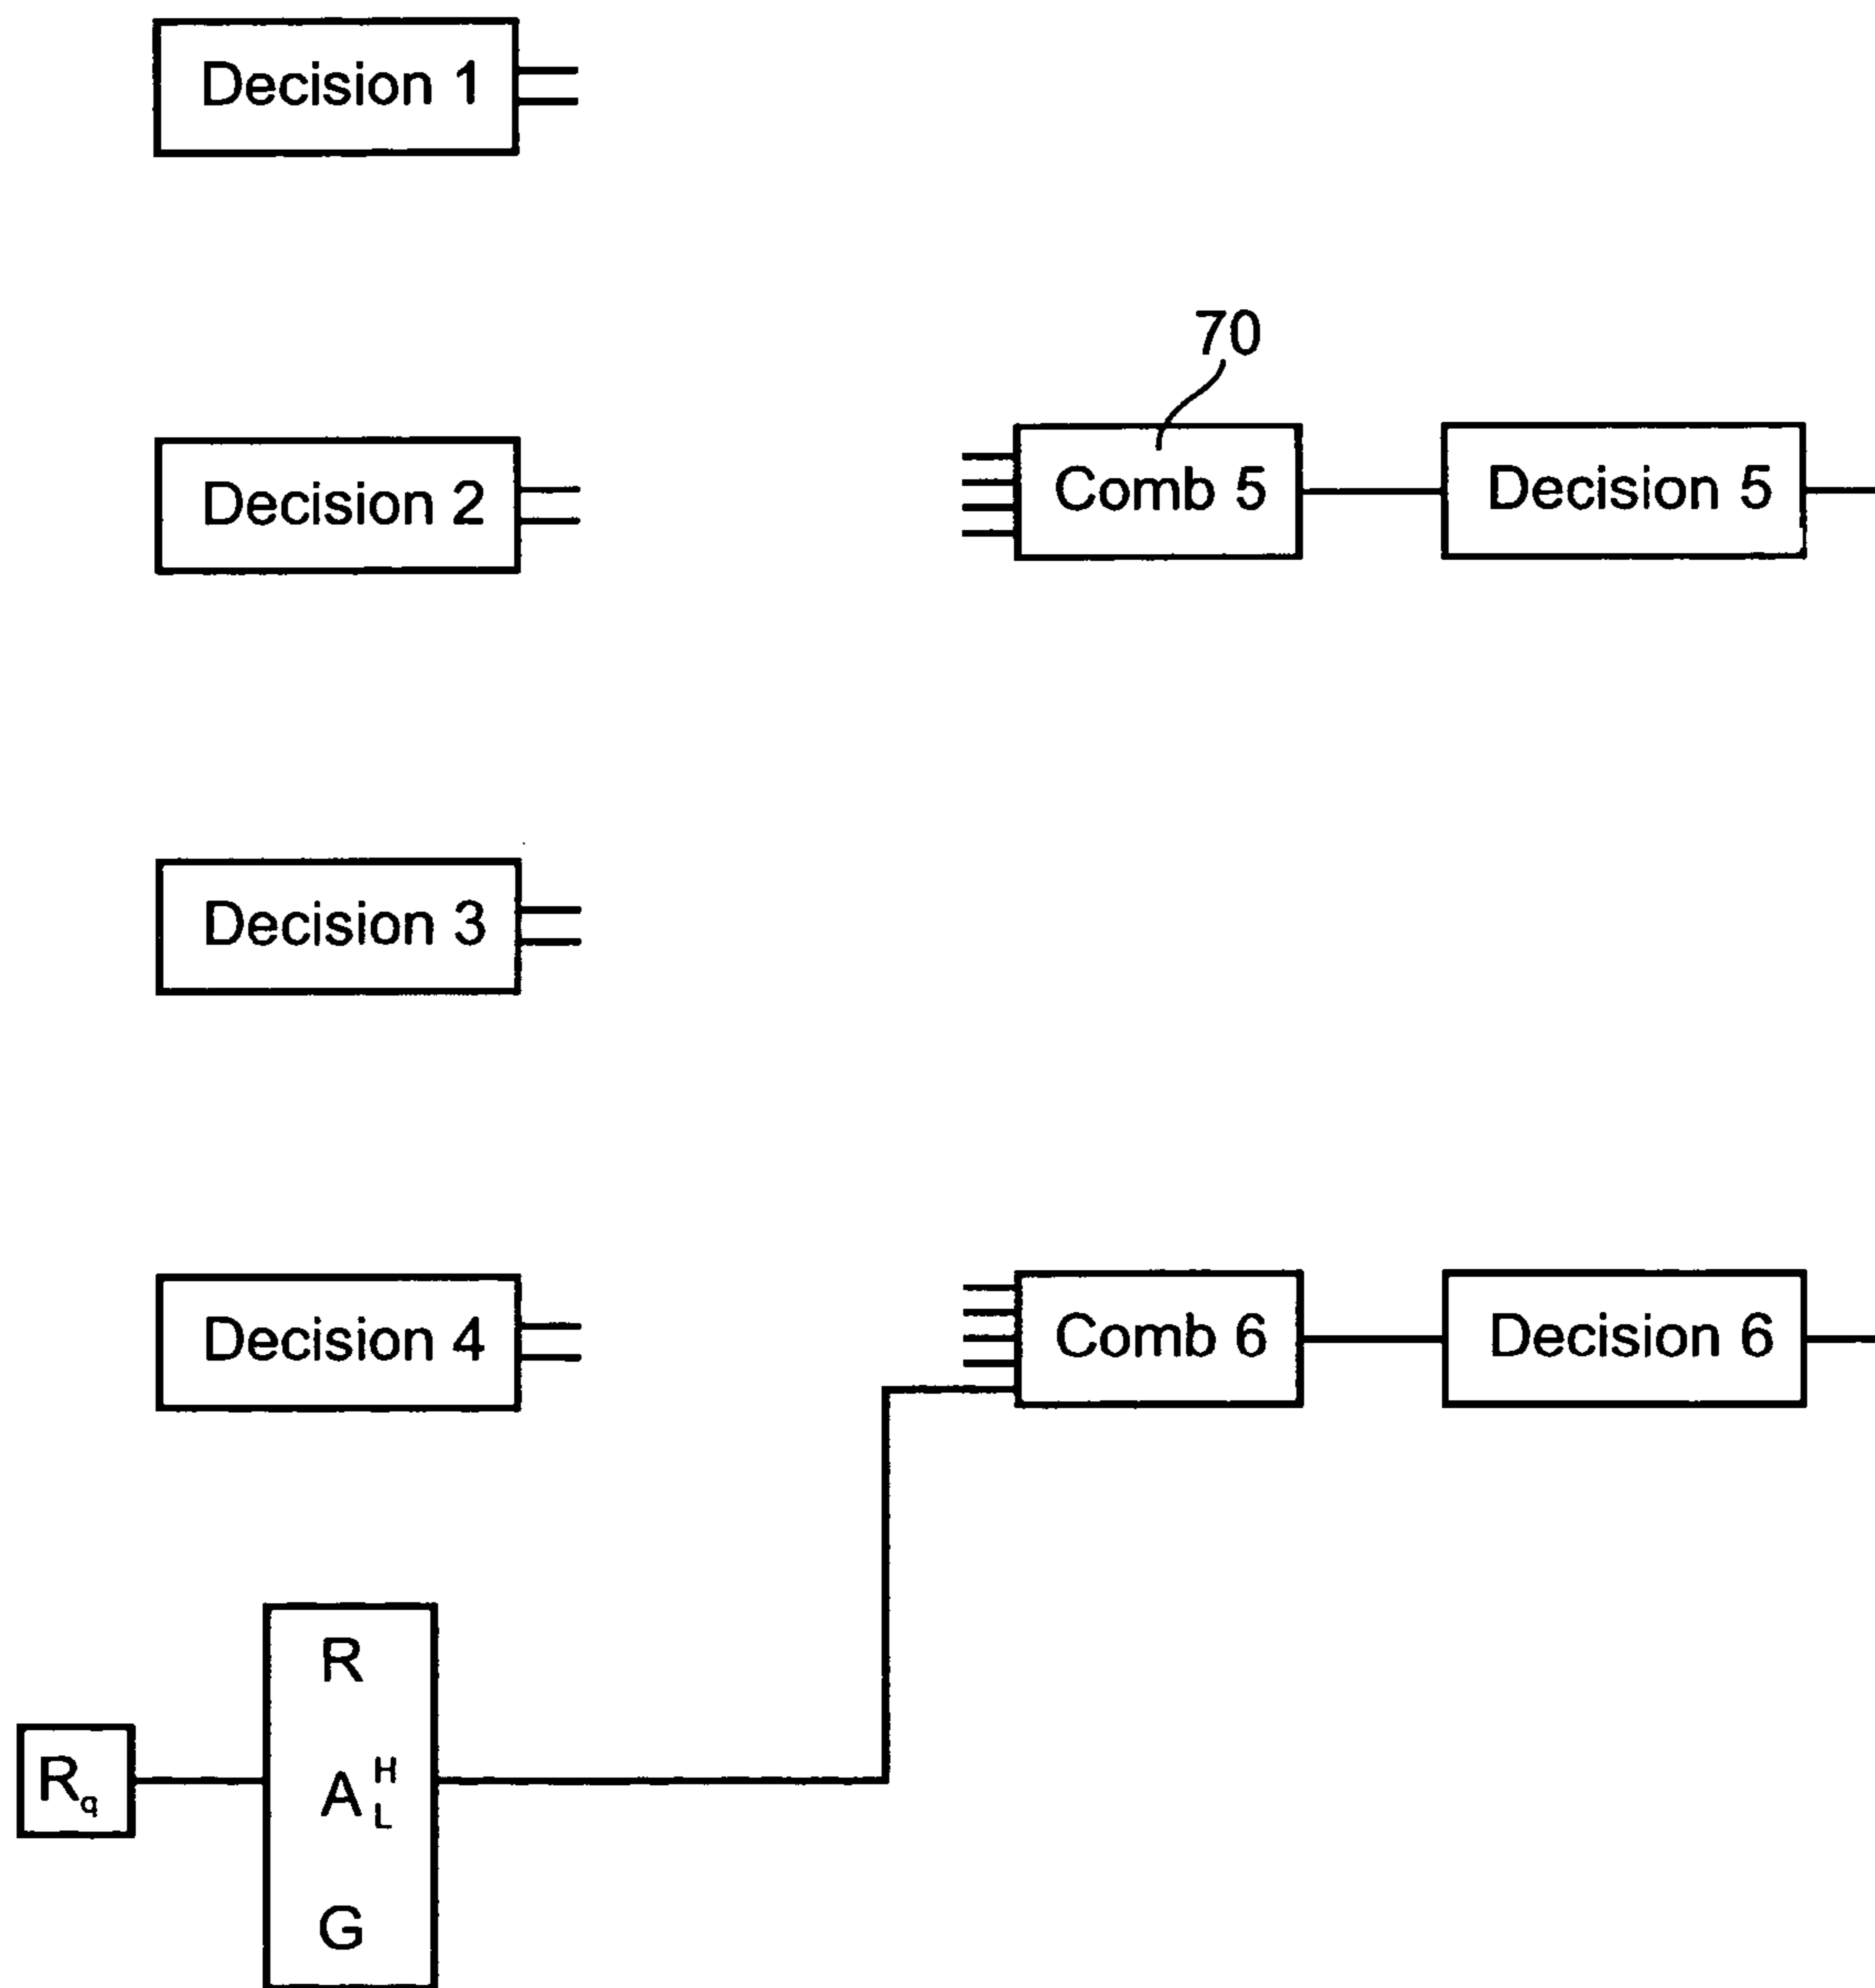 Decision 1
70
Decision 2
Comb 5
Decision 5
Decision 3
Decision 4
Comb 6
Decision 6
R
Rq
A H L
G